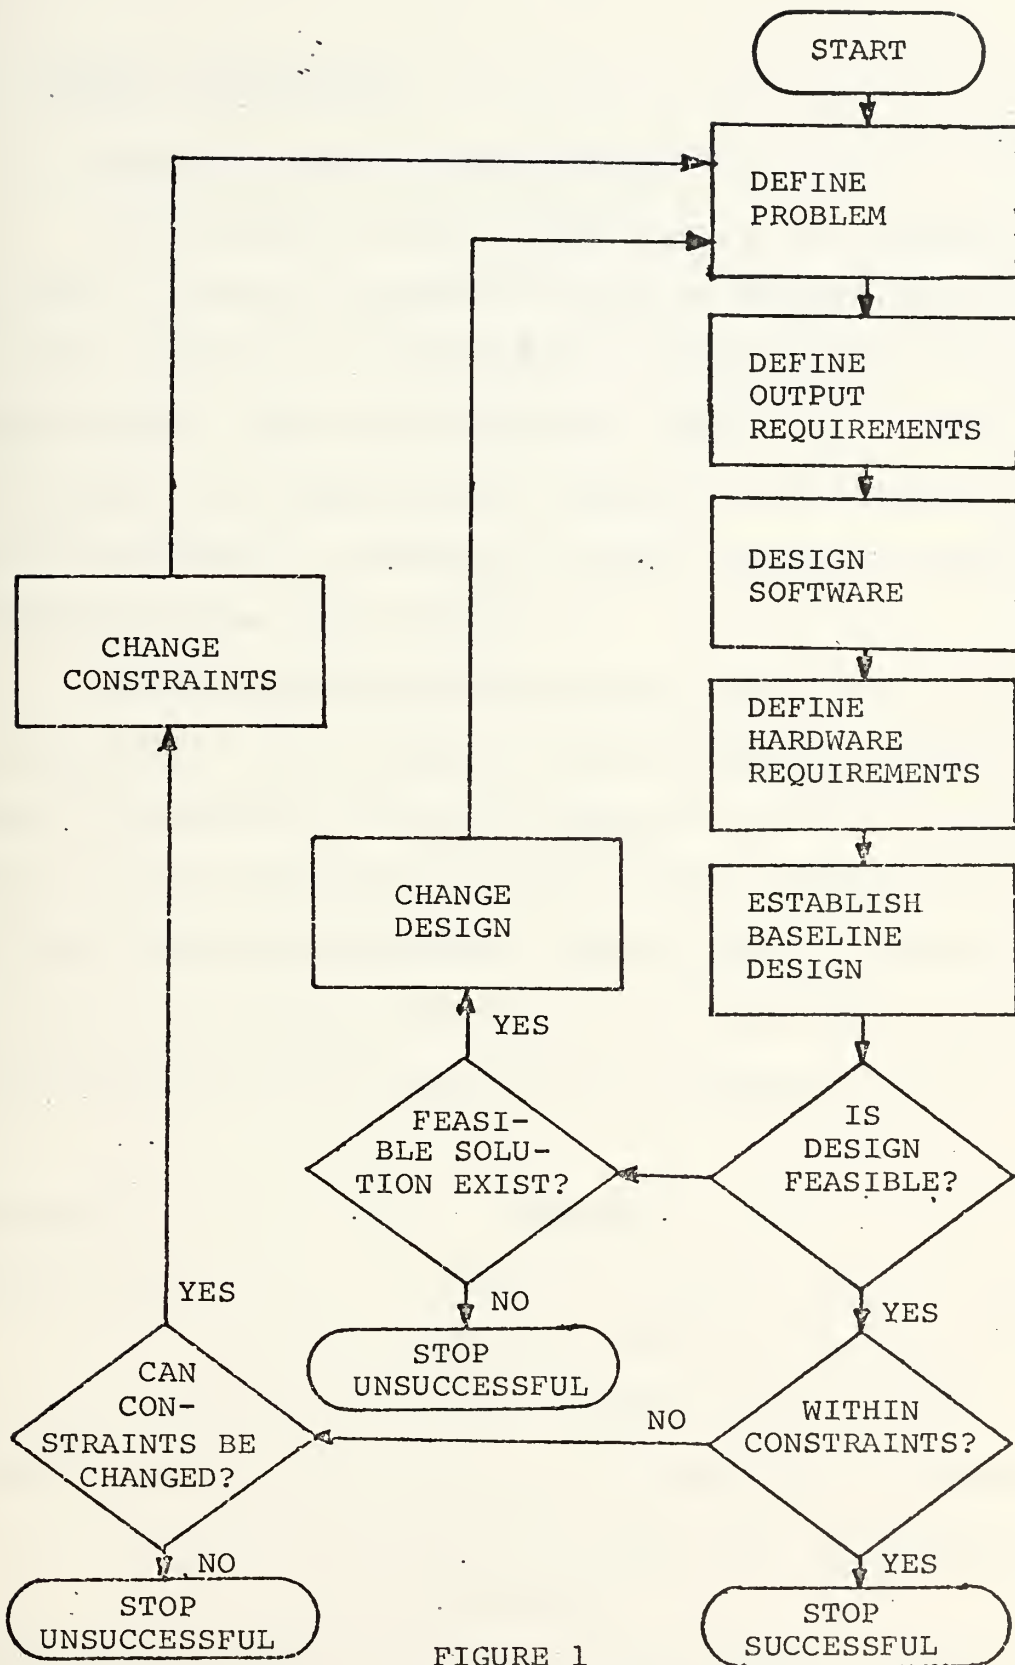 START
DEFINE
PROBLEM
DEFINE
OUTPUT
REQUIREMENTS
DESIGN
SOFTWARE
CHANGE
CONSTRAINTS
DEFINE
HARDWARE
REQUIREMENTS
CHANGE
DESIGN
ESTABLISH
BASELINE
DESIGN
YES
FEASI-
BLE SOLU-
TION EXIST?
IS
DESIGN
FEASIBLE?
YES
NO
YES
STOP
UNSUCCESSFUL
CAN
CON-
STRAINTS BE
CHANGED?
NO
WITHIN
CONSTRAINTS?
NO
YES
STOP
UNSUCCESSFUL
STOP
SUCCESSFUL
FIGURE 1